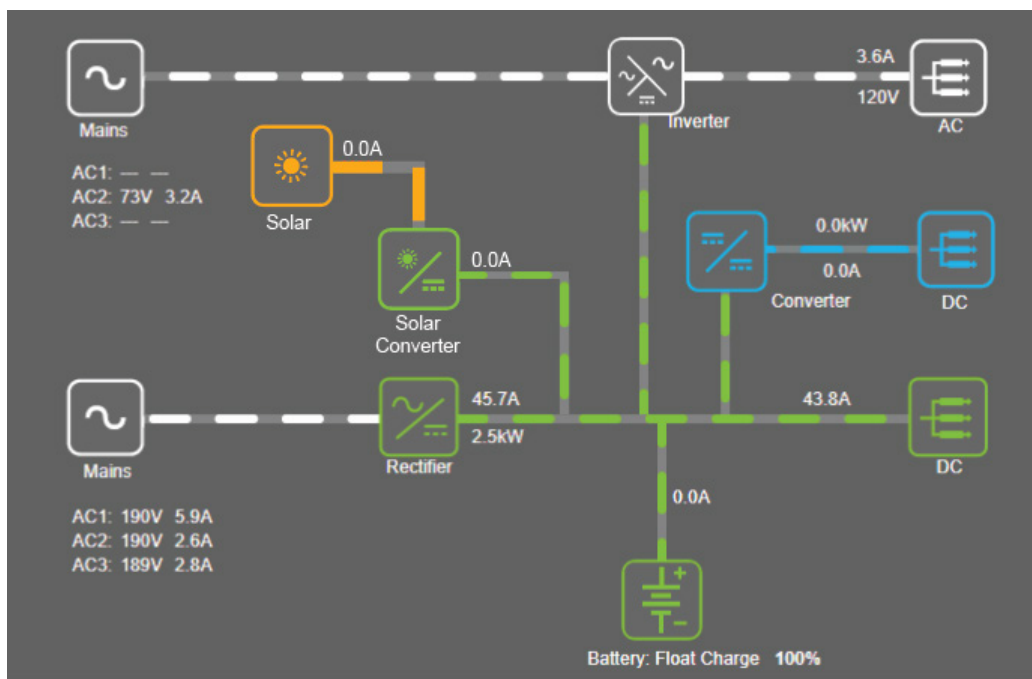 3.6A
120V
Mains
Inverter
AC
AC1: — —
AC2: 73V 3.2A
AC3: — —
0.0A
Solar
0.0A
Solar
Converter
0.0kW
0.0A
Converter
DC
45.7A
2.5kW
43.8A
Mains
Rectifier
DC
AC1: 190V 5.9A
AC2: 190V 2.6A
AC3: 189V 2.8A
0.0A
Battery: Float Charge 100%